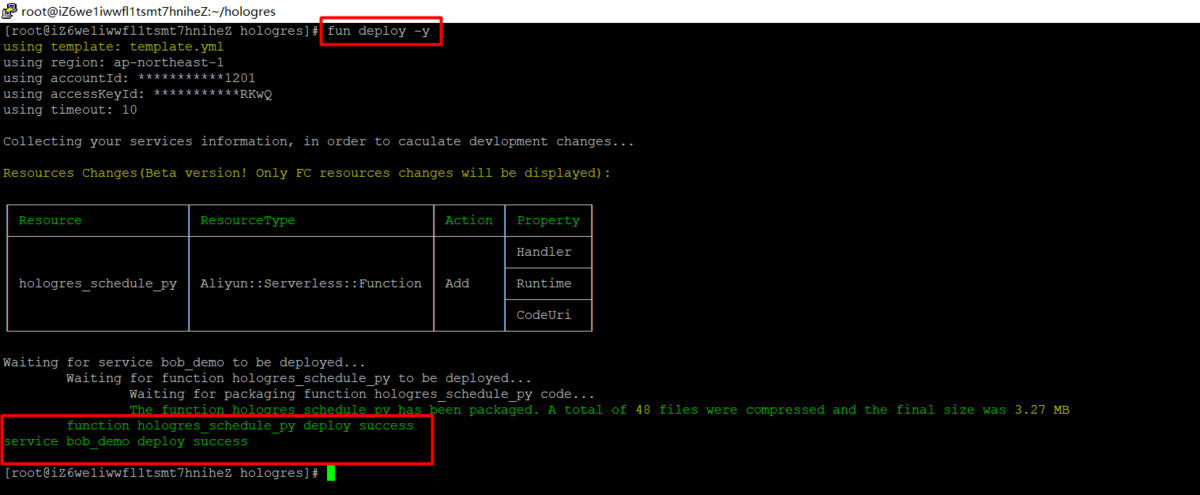 root@iZ6we1iwwfl1tsmt7hniheZ:~/hologres
[root@iZ6we1iwwfl1tsmt7hniheZ hologres]# fun deploy -y
using template: template.yml
using region: ap-northeast-1
using accountId: ***********1201
using accessKeyId: ***********RKwQ
using timeout: 10
Collecting your services information, in order to caculate devlopment changes...
Resources Changes(Beta version! Only FC resources changes will be displayed):
Resource ResourceType Action Property
Handler
hologres_schedule_py Aliyun::Serverless::Function Add Runtime
CodeUri
Waiting for service bob_demo to be deployed...
Waiting for function hologres_schedule_py to be deployed...
Waiting for packaging function hologres_schedule_py code...
The function hologres_schedule_py has been packaged. A total of 48 files were compressed and the final size was 3.27 MB
function hologres_schedule_py deploy success
service bob_demo deploy success
[root@iZ6we1iwwfl1tsmt7hniheZ hologres]#